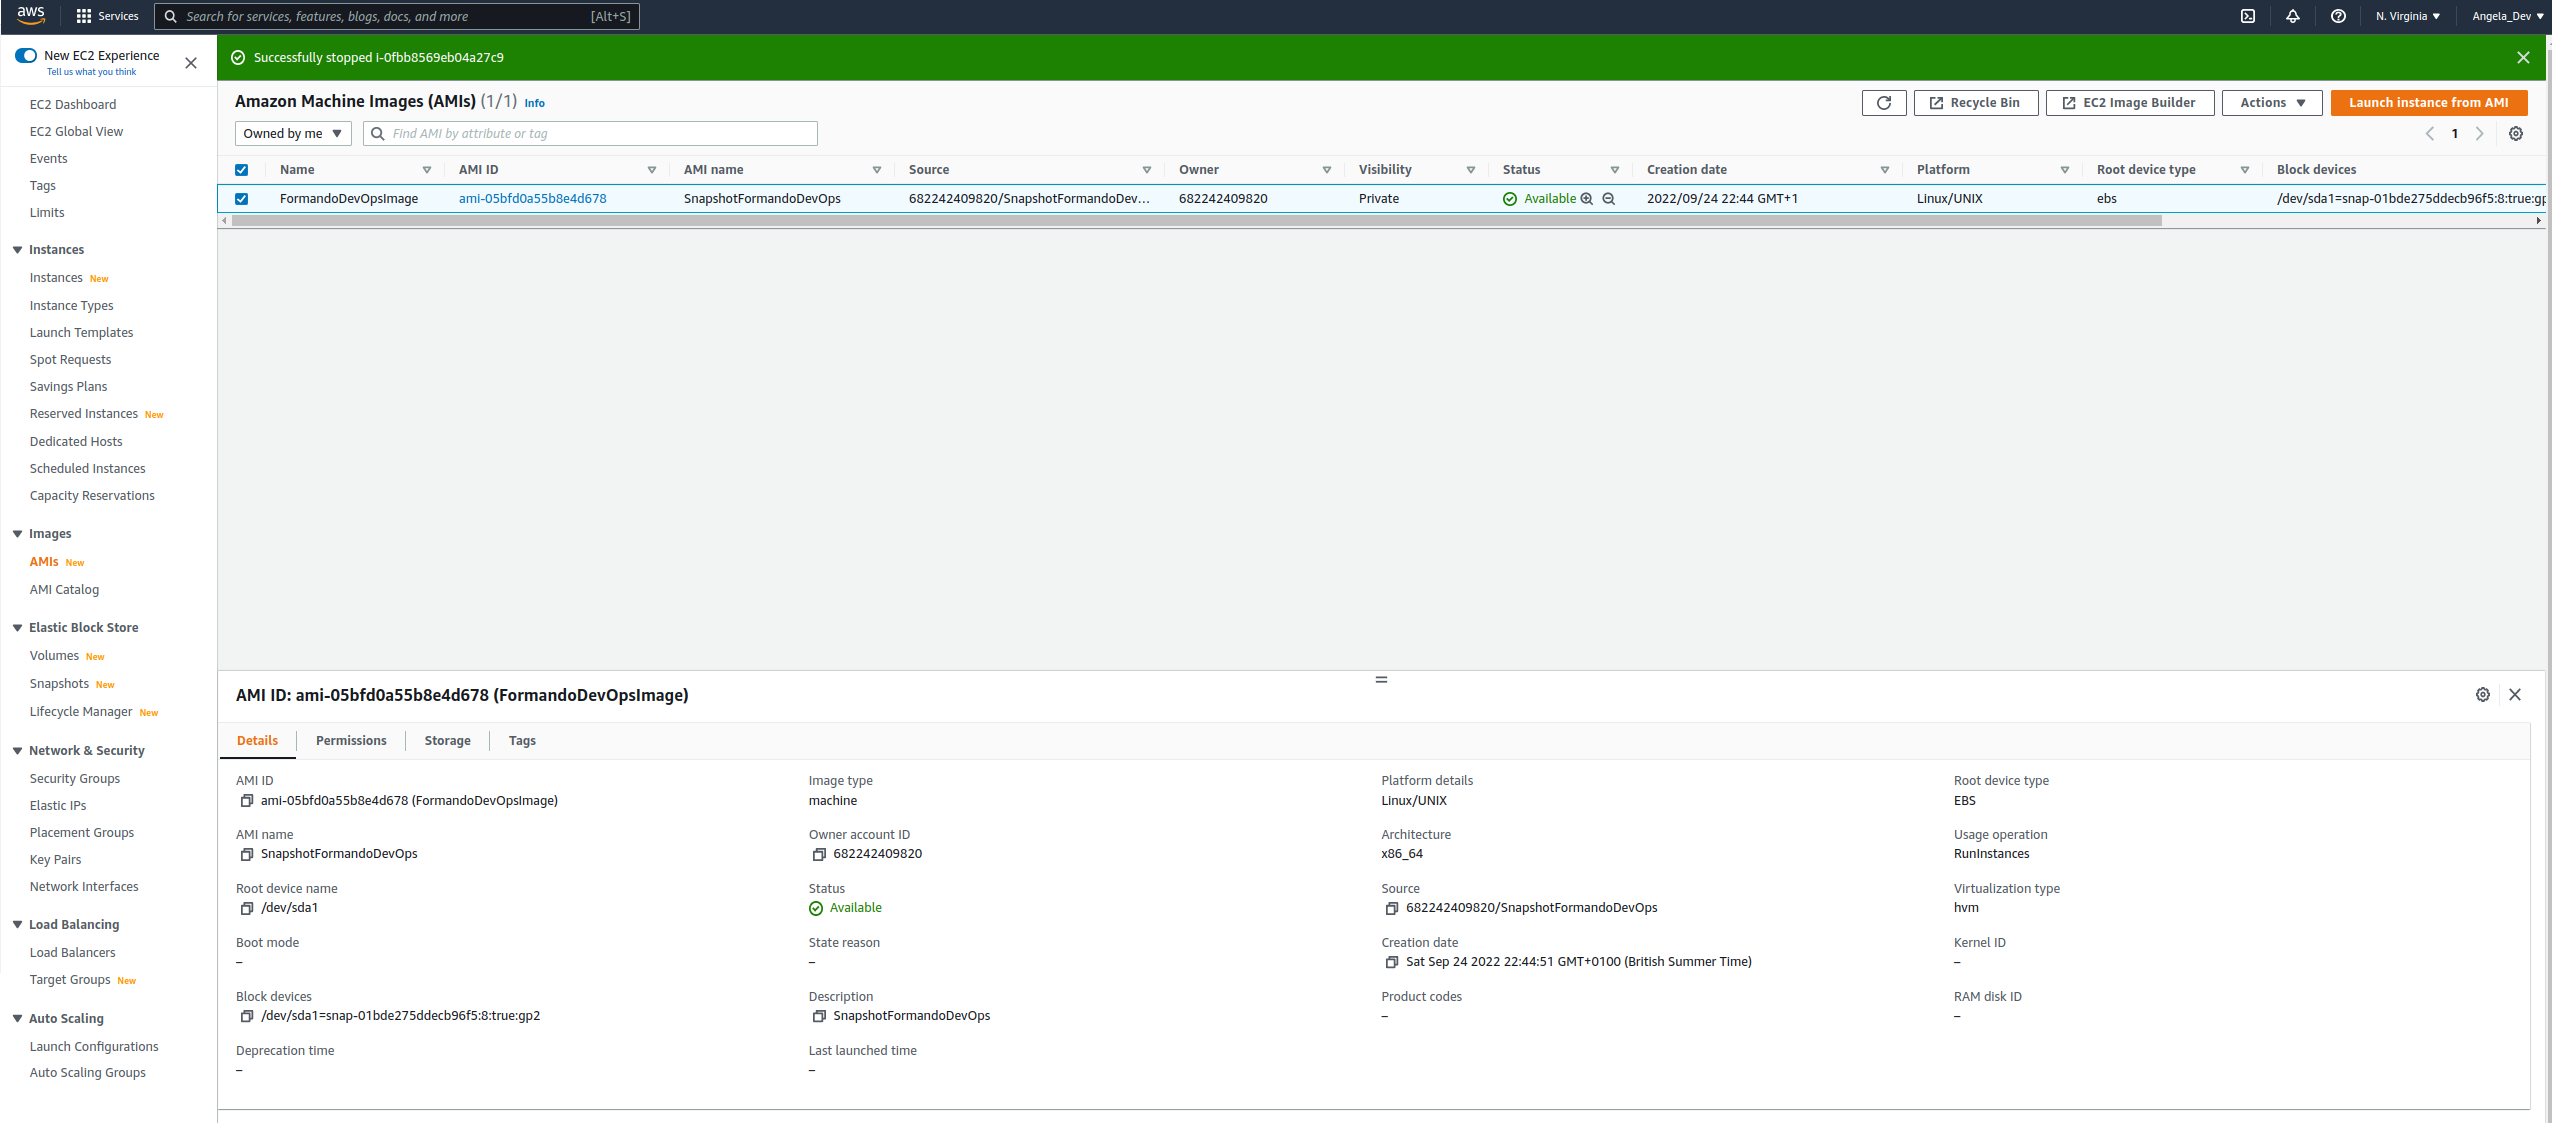 aws Services Search for services, features, blogs, docs, and more [Alt+S] N. Virginia Angela_Dev
New EC2 Experience
Tell us what you think
EC2 Dashboard
EC2 Global View
Events
Tags
Limits
Instances
Instances New
Instance Types
Launch Templates
Spot Requests
Savings Plans
Reserved Instances New
Dedicated Hosts
Scheduled Instances
Capacity Reservations
Images
AMIs New
AMI Catalog
Elastic Block Store
Volumes New
Snapshots New
Lifecycle Manager New
Network & Security
Security Groups
Elastic IPs
Placement Groups
Key Pairs
Network Interfaces
Load Balancing
Load Balancers
Target Groups New
Auto Scaling
Launch Configurations
Auto Scaling Groups
Successfully stopped i-0fbb8569eb04a27c9
Amazon Machine Images (AMIs) (1/1) Info
Recycle Bin EC2 Image Builder Actions Launch instance from AMI
Owned by me Find AMI by attribute or tag 1
Name AMI ID AMI name Source Owner Visibility Status Creation date Platform Root device type Block devices
FormandoDevOpsImage ami-05bfd0a55b8e4d678 SnapshotFormandoDevOps 682242409820/SnapshotFormandoDev... 682242409820 Private Available 2022/09/24 22:44 GMT+1 Linux/UNIX ebs /dev/sda1=snap-01bde275ddecb96f5:8:true:gp
AMI ID: ami-05bfd0a55b8e4d678 (FormandoDevOpsImage)
Details Permissions Storage Tags
AMI ID Image type Platform details Root device type
ami-05bfd0a55b8e4d678 (FormandoDevOpsImage) machine Linux/UNIX EBS
AMI name Owner account ID Architecture Usage operation
SnapshotFormandoDevOps 682242409820 x86_64 RunInstances
Root device name Status Source Virtualization type
/dev/sda1 Available 682242409820/SnapshotFormandoDevOps hvm
Boot mode State reason Creation date Kernel ID
– – Sat Sep 24 2022 22:44:51 GMT+0100 (British Summer Time) –
Block devices Description Product codes RAM disk ID
/dev/sda1=snap-01bde275ddecb96f5:8:true:gp2 SnapshotFormandoDevOps – –
Deprecation time Last launched time
– –